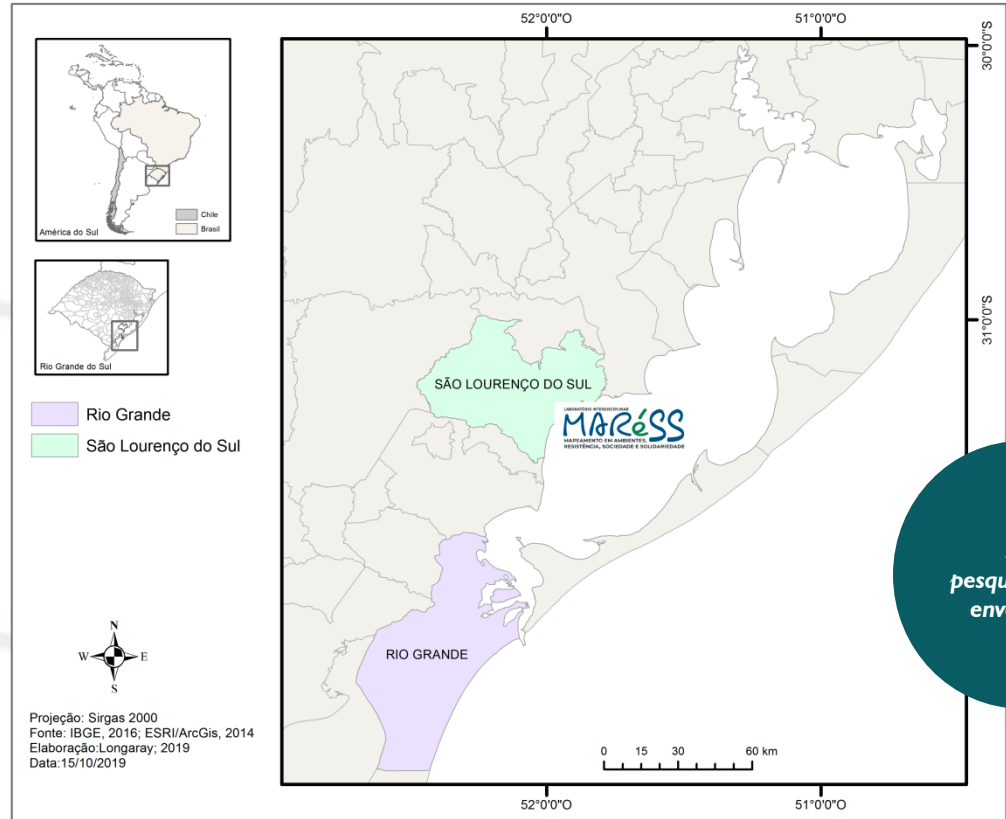 52°0'0"O
51°0'0"O
30°0'0"S
31°0'0"S
Chile
Brasil
América do Sul
Rio Grande do Sul
Rio Grande
São Lourenço do Sul
SÃO LOURENÇO DO SUL
LABORATÓRIO INTERDISCIPLINAR
MARéSS
MAPEAMENTO EM AMBIENTES,
RESISTÊNCIA, SOCIEDADE E SOLIDARIEDADE
RIO GRANDE
N
W
E
S
Projeção: Sirgas 2000
Fonte: IBGE, 2016; ESRI/ArcGis, 2014
Elaboração:Longaray; 2019
Data:15/10/2019
0 15 30 60 km
52°0'0"O
51°0'0"O